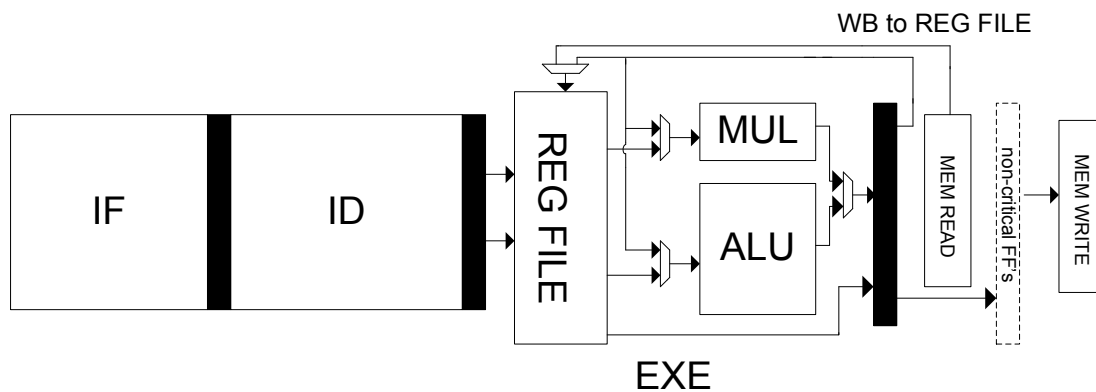 WB to REG FILE
IF
ID
REG FILE
MUL
ALU
MEM READ
non-critical FF's
MEM WRITE
EXE